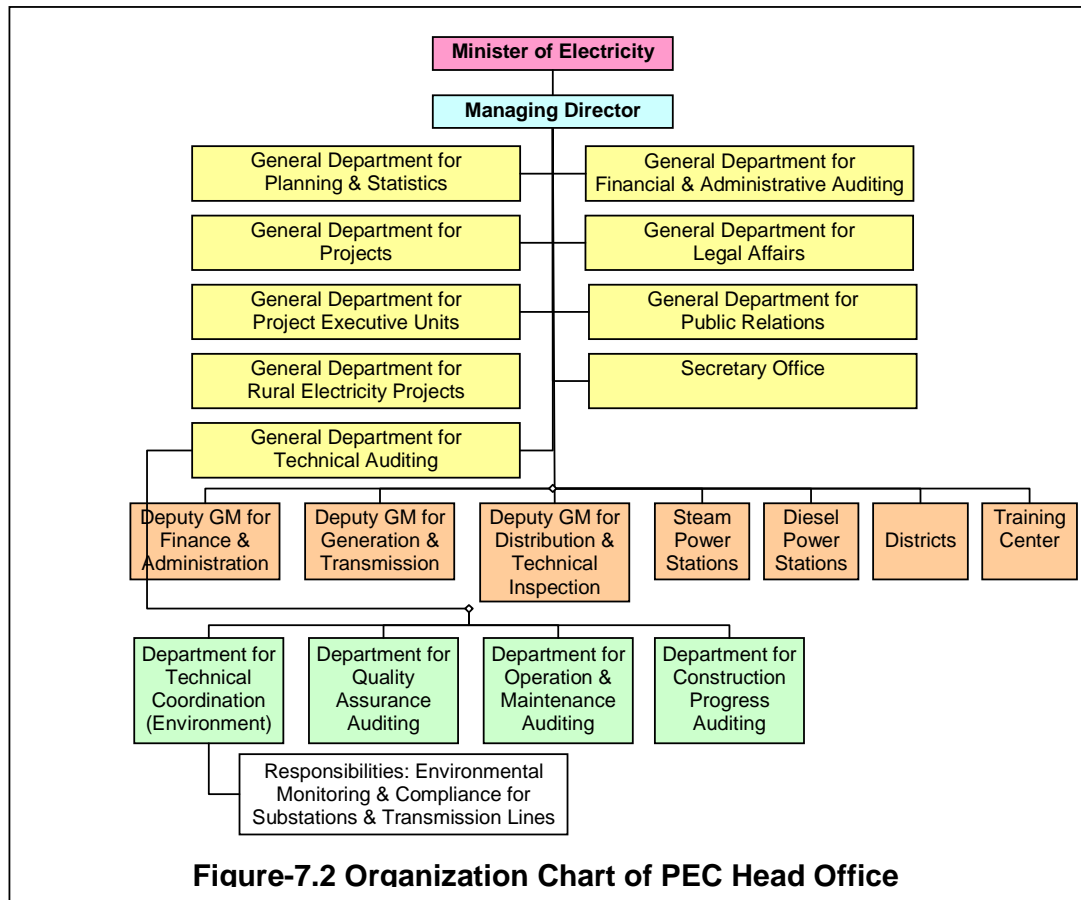 Minister of Electricity
Managing Director
General Department for
Planning & Statistics
General Department for
Financial & Administrative Auditing
General Department for
Projects
General Department for
Legal Affairs
General Department for
Project Executive Units
General Department for
Public Relations
General Department for
Rural Electricity Projects
Secretary Office
General Department for
Technical Auditing
Deputy GM for
Finance &
Administration
Deputy GM for
Generation &
Transmission
Deputy GM for
Distribution &
Technical
Inspection
Steam
Power
Stations
Diesel
Power
Stations
Districts
Training
Center
Department for
Technical
Coordination
(Environment)
Department for
Quality
Assurance
Auditing
Department for
Operation &
Maintenance
Auditing
Department for
Construction
Progress
Auditing
Responsibilities: Environmental
Monitoring & Compliance for
Substations & Transmission Lines
Figure-7.2 Organization Chart of PEC Head Office